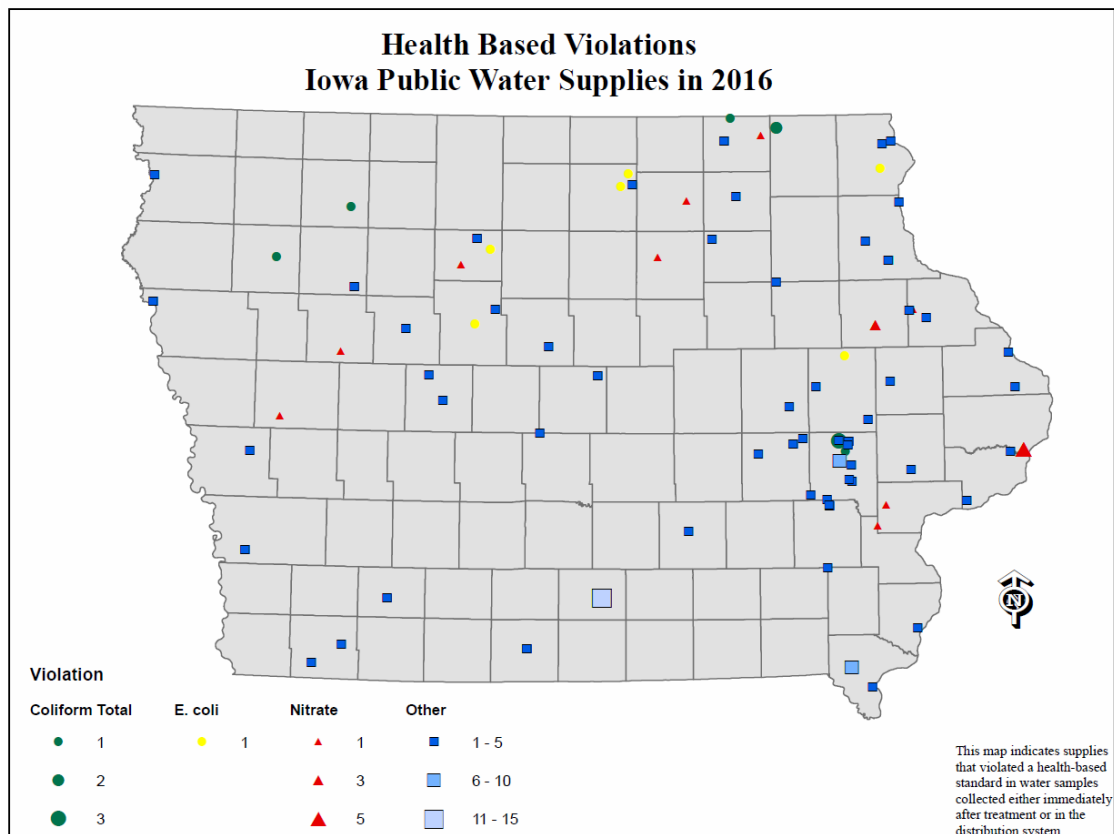 Health Based Violations
Iowa Public Water Supplies in 2016
N
Violation
Coliform Total E. coli Nitrate Other
1 1 1 1 - 5
2 3 6 - 10
3 5 11 - 15
This map indicates supplies
that violated a health-based
standard in water samples
collected either immediately
after treatment or in the
distribution system